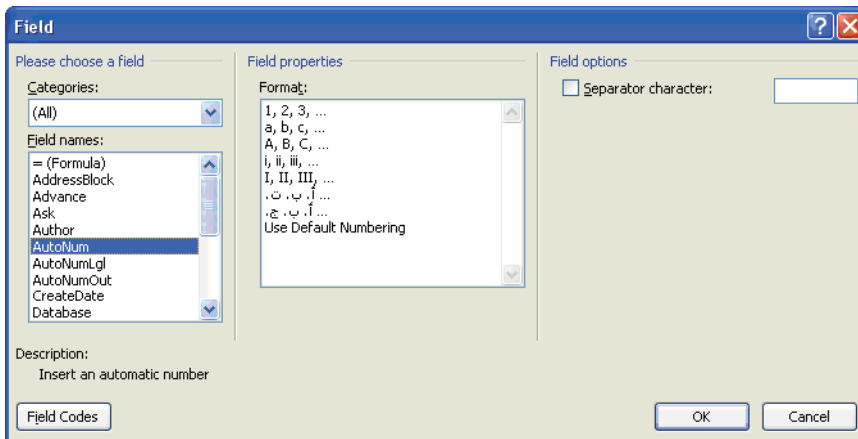 Field
Please choose a field
Categories:
(All)
Field names:
= (Formula)
AddressBlock
Advance
Ask
Author
AutoNum
AutoNumLgl
AutoNumOut
CreateDate
Database
Field properties
Format:
1, 2, 3, ...
a, b, c, ...
A, B, C, ...
i, ii, iii, ...
I, II, III, ...
أ، ب، ت، ...
أ، ب، ج، ...
Use Default Numbering
Field options
Separator character:
Description:
Insert an automatic number
Field Codes
OK
Cancel